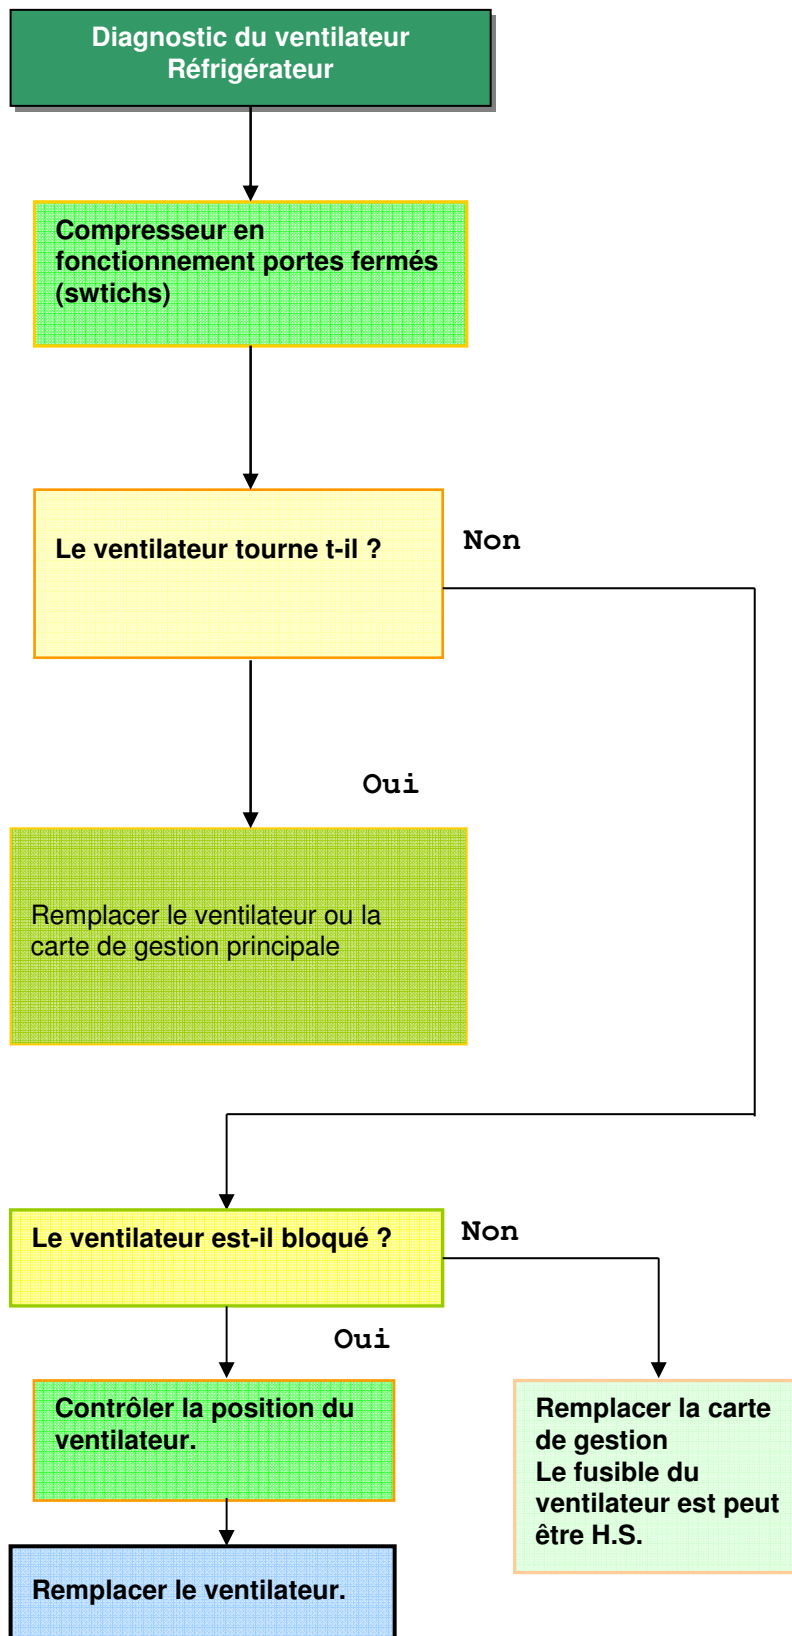 Diagnostic du ventilateur
Réfrigérateur
Compresseur en
fonctionnement portes fermés
(swtichs)
Le ventilateur tourne t-il ?
Non
Oui
Remplacer le ventilateur ou la
carte de gestion principale
Le ventilateur est-il bloqué ?
Non
Oui
Contrôler la position du
ventilateur.
Remplacer la carte
de gestion
Le fusible du
ventilateur est peut
être H.S.
Remplacer le ventilateur.